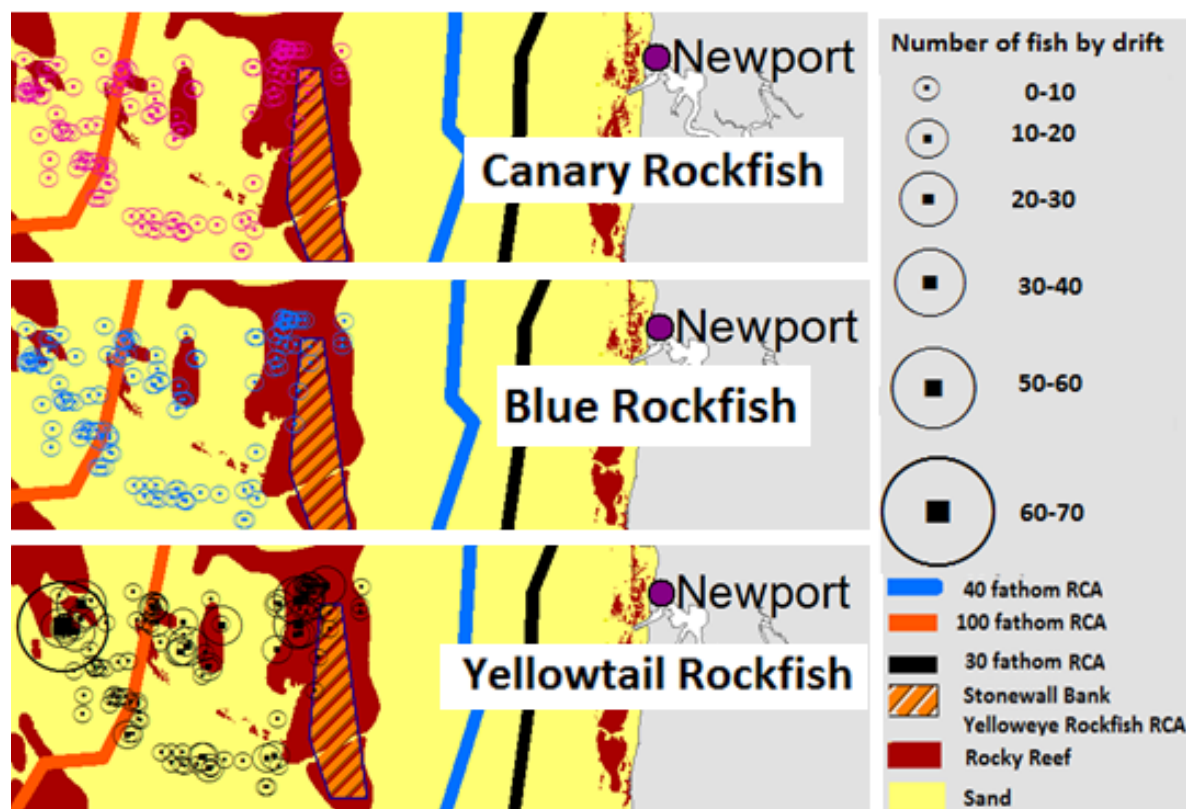 Newport
Canary Rockfish
Newport
Blue Rockfish
Newport
Yellowtail Rockfish
Number of fish by drift
0-10
10-20
20-30
30-40
50-60
60-70
40 fathom RCA
100 fathom RCA
30 fathom RCA
Stonewall Bank
Yelloweye Rockfish RCA
Rocky Reef
Sand